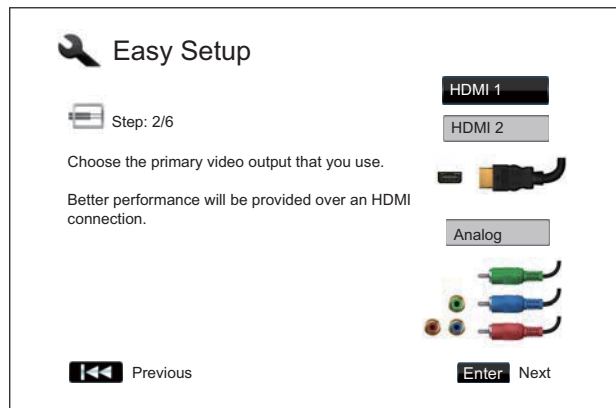 Easy Setup
Step: 2/6
Choose the primary video output that you use.
Better performance will be provided over an HDMI
connection.
HDMI 1
HDMI 2
Analog
Previous
Enter Next